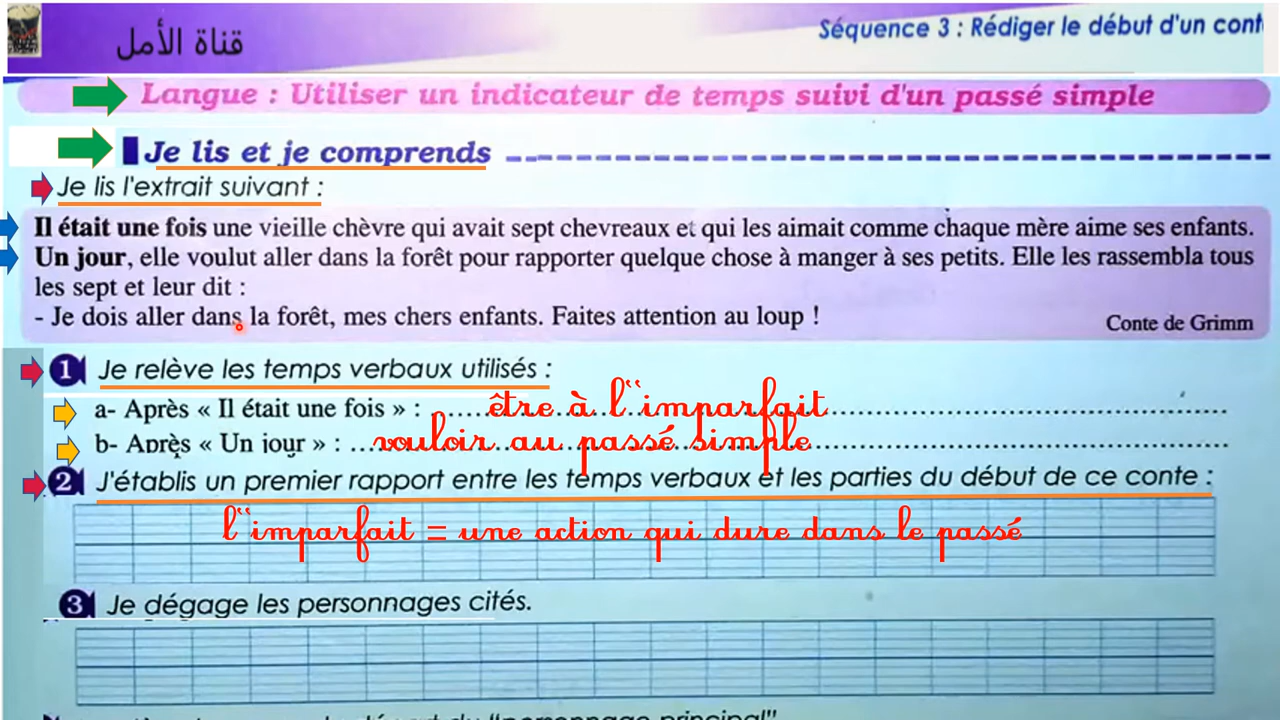 قناة الأمل
Séquence 3 : Rédiger le début d'un cont
Langue : Utiliser un indicateur de temps suivi d'un passé simple
Je lis et je comprends
Je lis l'extrait suivant :
Il était une fois une vieille chèvre qui avait sept chevreaux et qui les aimait comme chaque mère aime ses enfants.
Un jour, elle voulut aller dans la forêt pour rapporter quelque chose à manger à ses petits. Elle les rassembla tous
les sept et leur dit :
- Je dois aller dans la forêt, mes chers enfants. Faites attention au loup !
Conte de Grimm
1 Je relève les temps verbaux utilisés :
a- Après « Il était une fois » : être à l'imparfait
b- Après « Un jour » : vouloir au passé simple
2 J'établis un premier rapport entre les temps verbaux et les parties du début de ce conte :
l'imparfait = une action qui dure dans le passé
3 Je dégage les personnages cités.
"personnage principal"